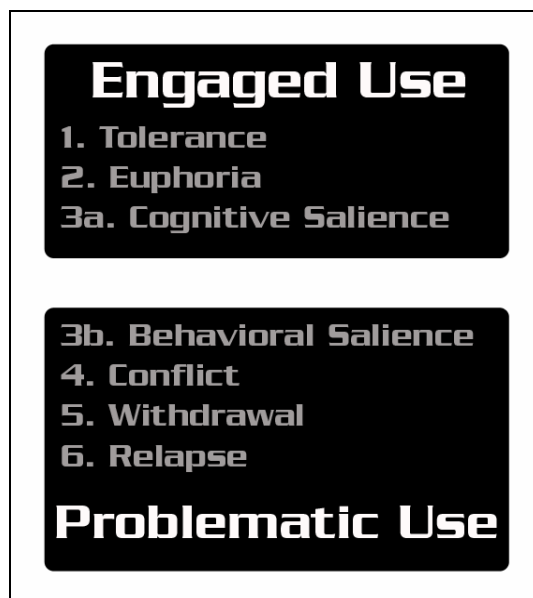 Engaged Use
1. Tolerance
2. Euphoria
3a. Cognitive Salience
3b. Behavioral Salience
4. Conflict
5. Withdrawal
6. Relapse
Problematic Use